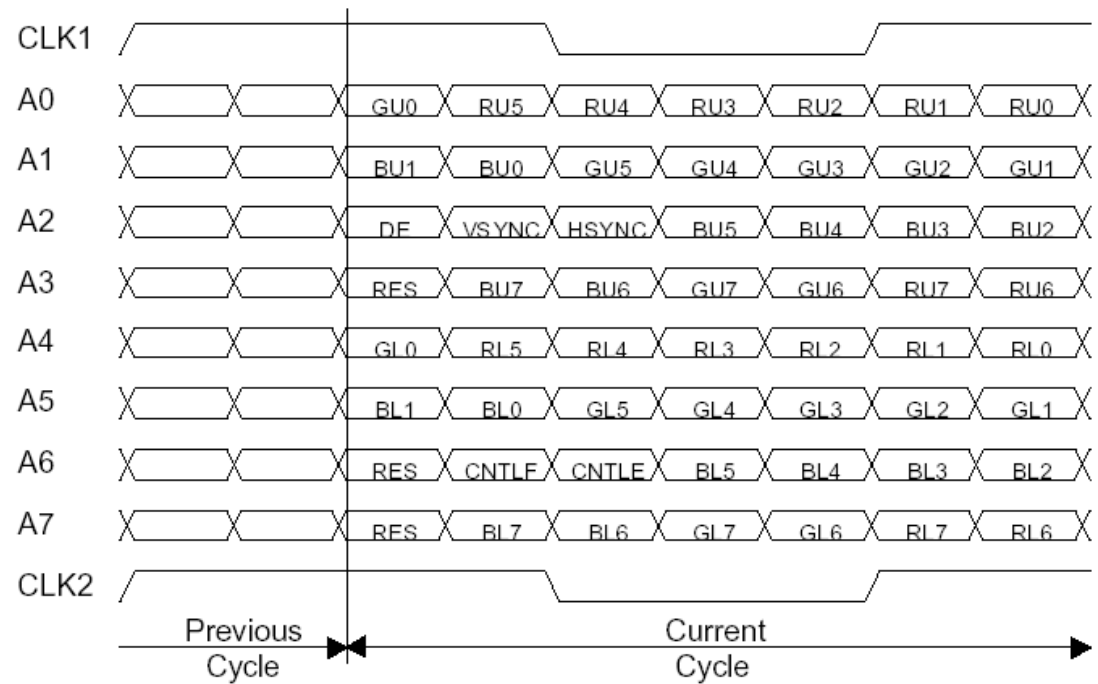 CLK1
A0 GU0 RU5 RU4 RU3 RU2 RU1 RU0
A1 BU1 BU0 GU5 GU4 GU3 GU2 GU1
A2 DE VSYNC HSYNC BU5 BU4 BU3 BU2
A3 RES BU7 BU6 GU7 GU6 RU7 RU6
A4 GL0 RL5 RL4 RL3 RL2 RL1 RL0
A5 BL1 BL0 GL5 GL4 GL3 GL2 GL1
A6 RES CNTLF CNTLE BL5 BL4 BL3 BL2
A7 RES BL7 BL6 GL7 GL6 RL7 RL6
CLK2
Previous Current
Cycle Cycle